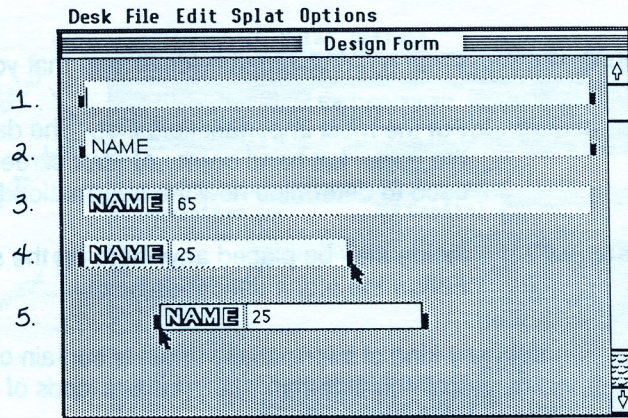 Desk File Edit Splat Options
Design Form
1.
2. NAME
3. NAME 65
4. NAME 25
5. NAME 25